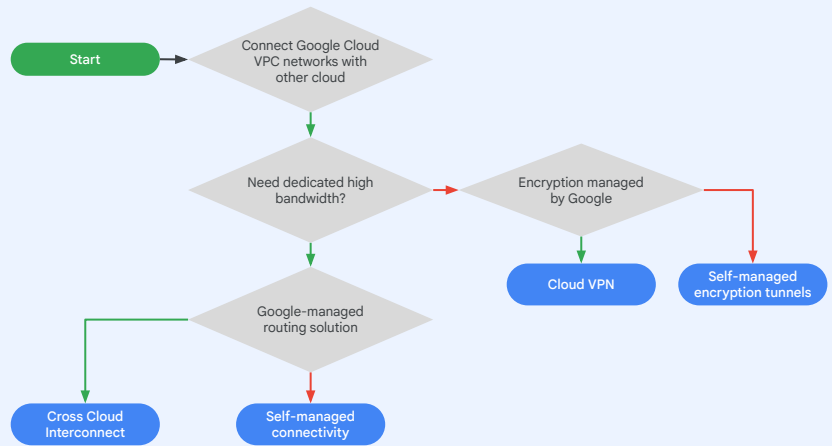 Start
Connect Google Cloud
VPC networks with
other cloud
Need dedicated high
bandwidth?
Encryption managed
by Google
Cloud VPN
Self-managed
encryption tunnels
Google-managed
routing solution
Cross Cloud
Interconnect
Self-managed
connectivity